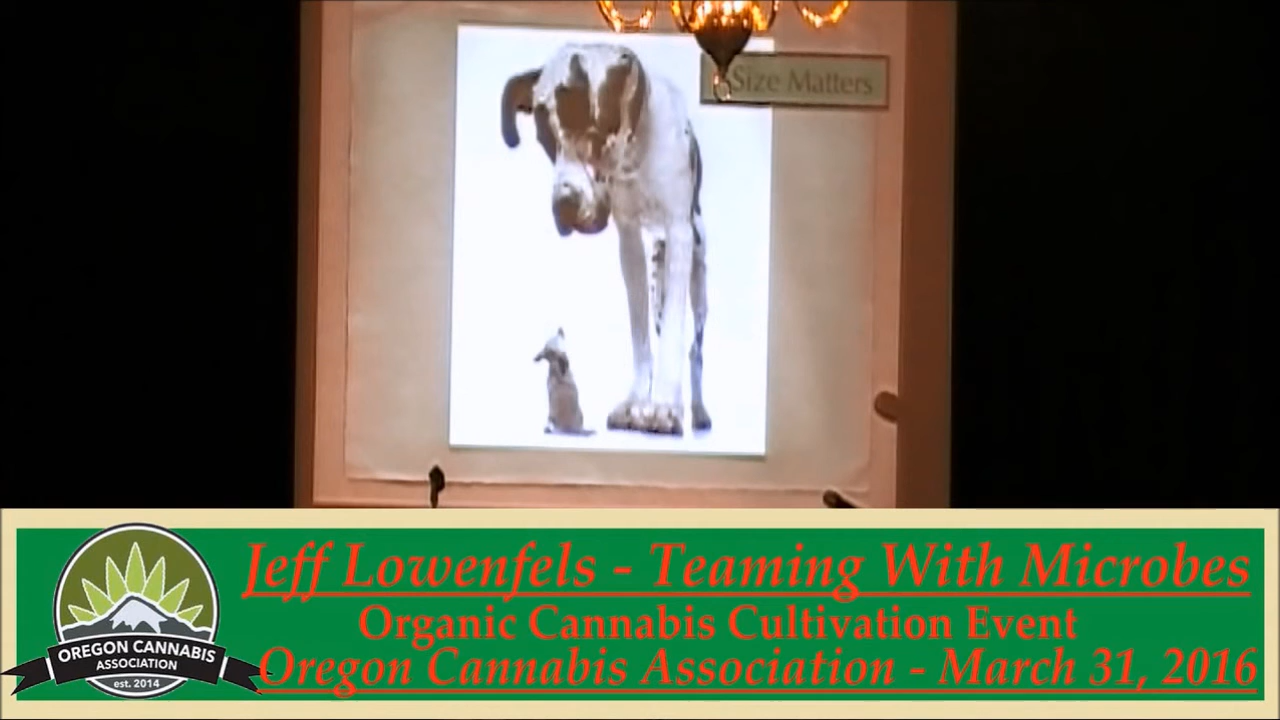 Size Matters
Jeff Lowenfels - Teaming With Microbes
Organic Cannabis Cultivation Event
Oregon Cannabis Association - March 31, 2016
OREGON CANNABIS
ASSOCIATION
est. 2014